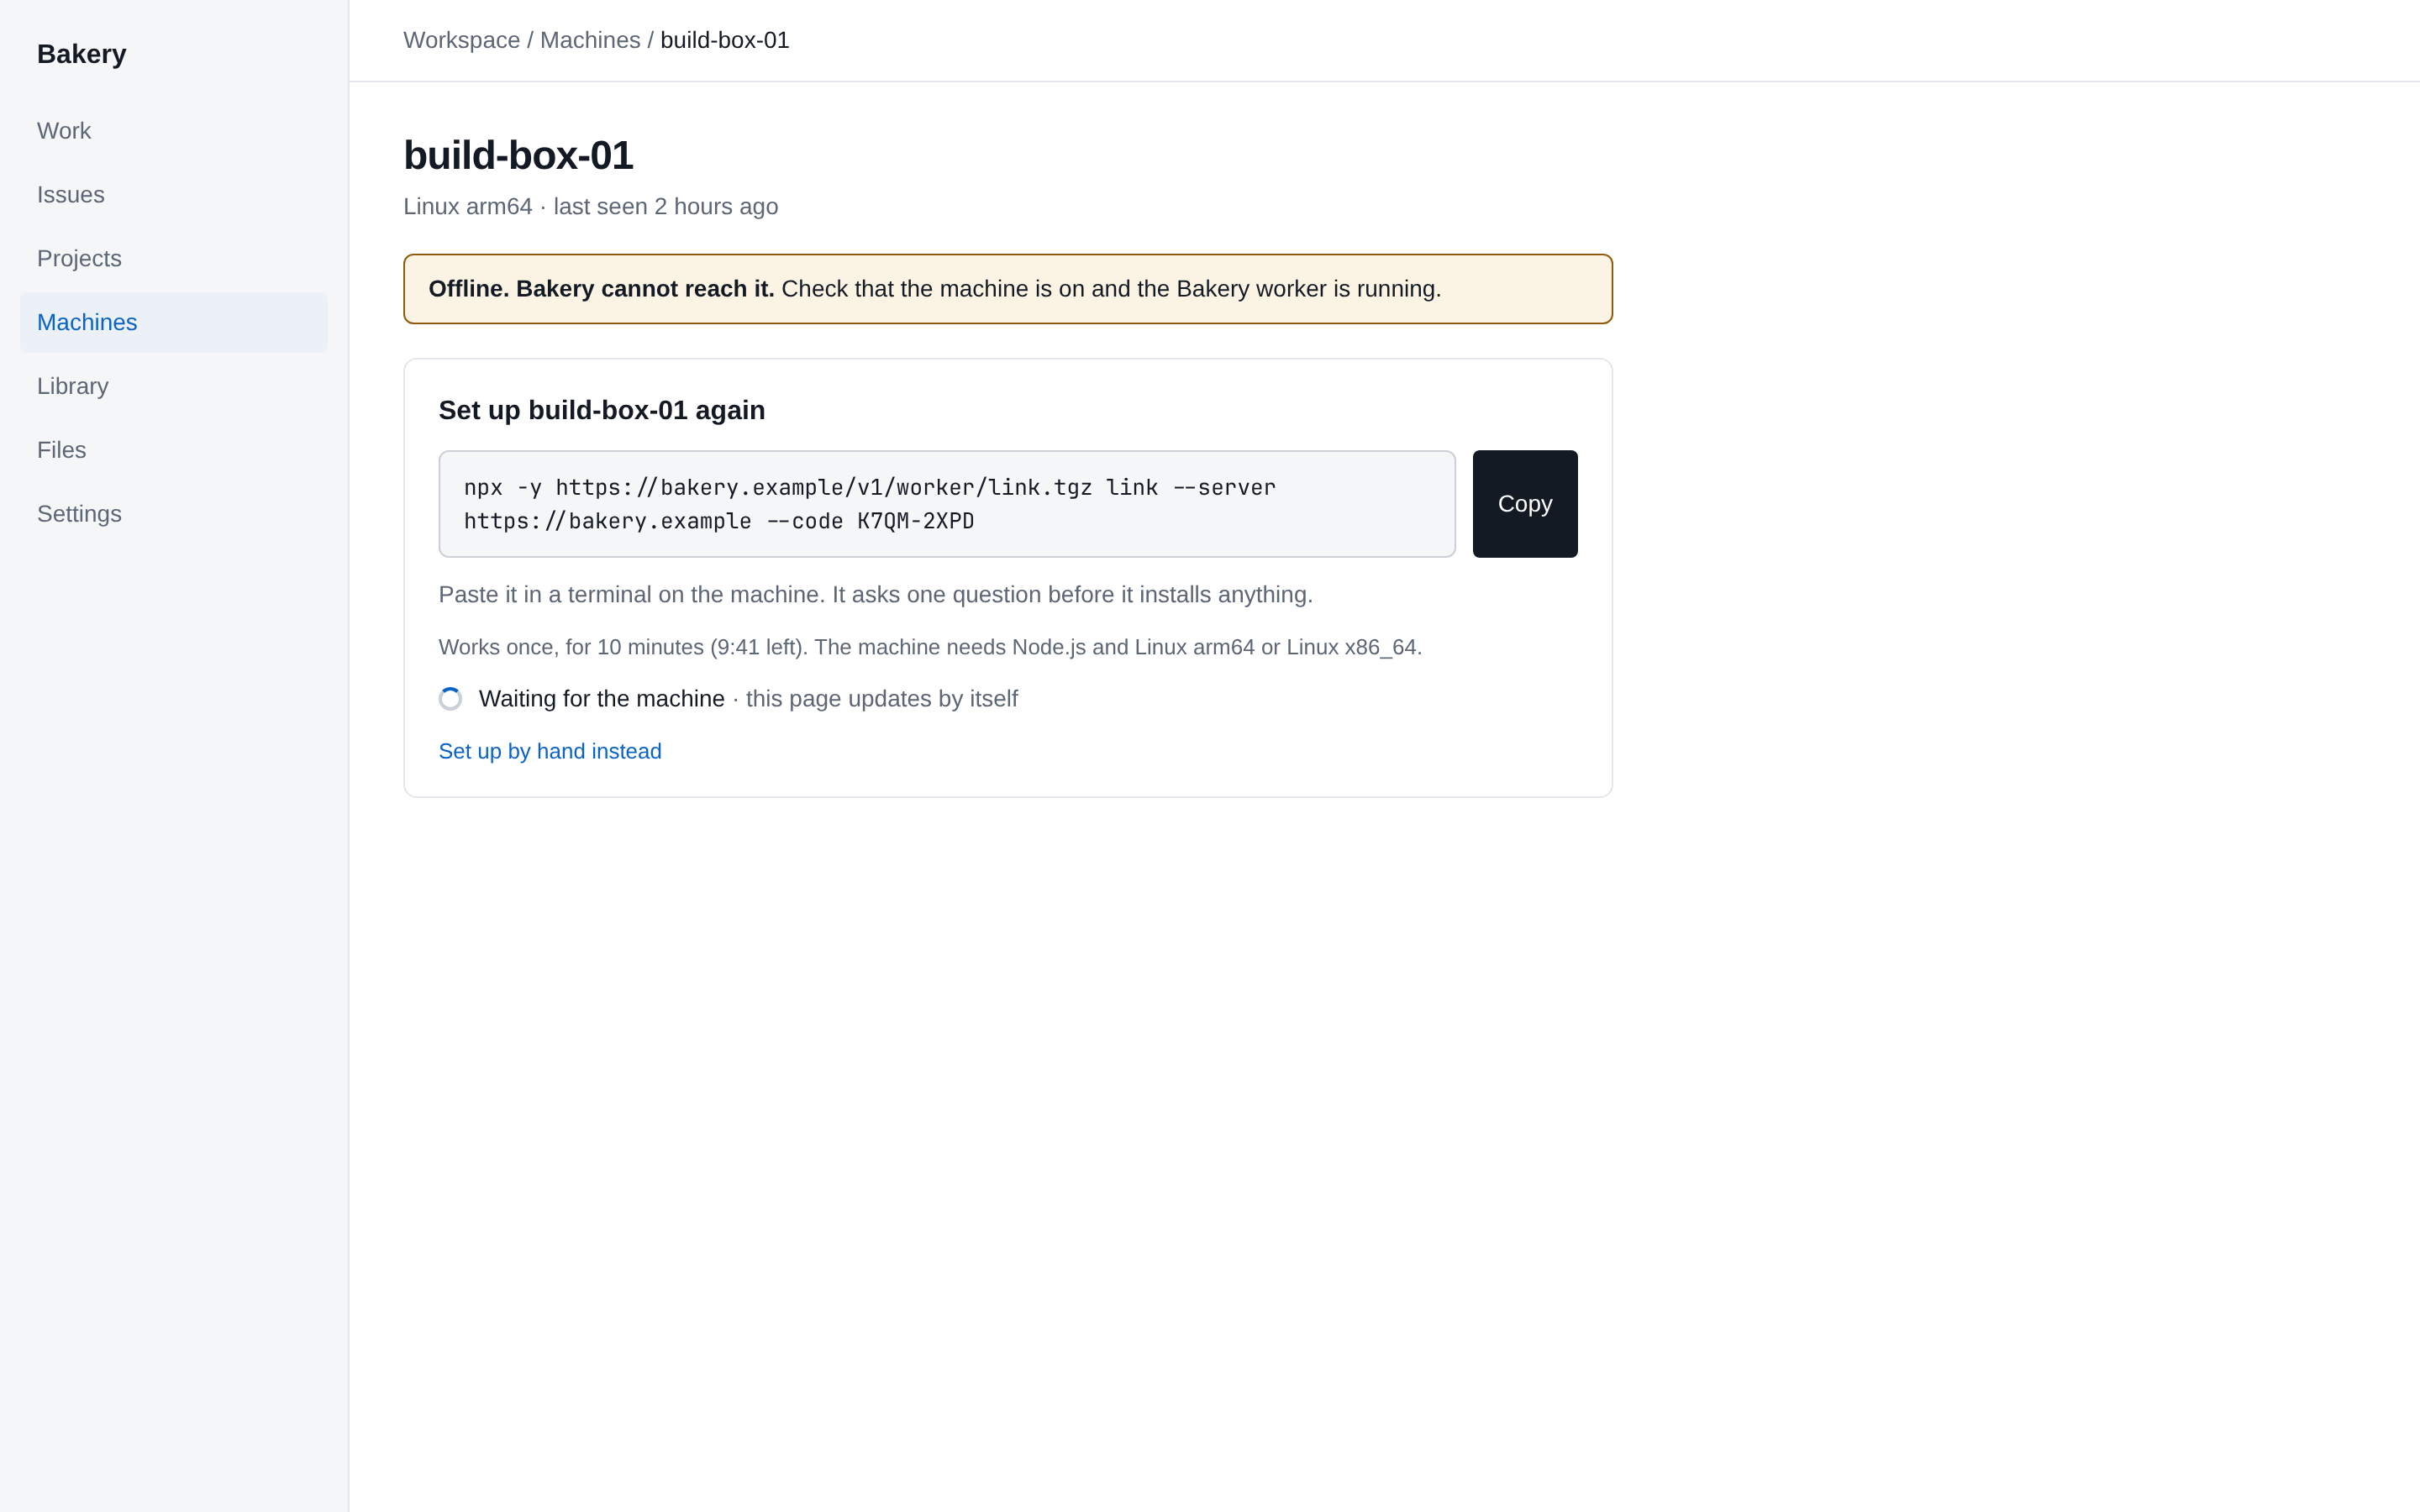 Bakery
Work
Issues
Projects
Machines
Library
Files
Settings
Workspace / Machines / build-box-01
build-box-01
Linux arm64 · last seen 2 hours ago
Offline. Bakery cannot reach it. Check that the machine is on and the Bakery worker is running.
Set up build-box-01 again
npx -y https://bakery.example/v1/worker/link.tgz link --server
https://bakery.example --code K7QM-2XPD
Copy
Paste it in a terminal on the machine. It asks one question before it installs anything.
Works once, for 10 minutes (9:41 left). The machine needs Node.js and Linux arm64 or Linux x86_64.
Waiting for the machine · this page updates by itself
Set up by hand instead